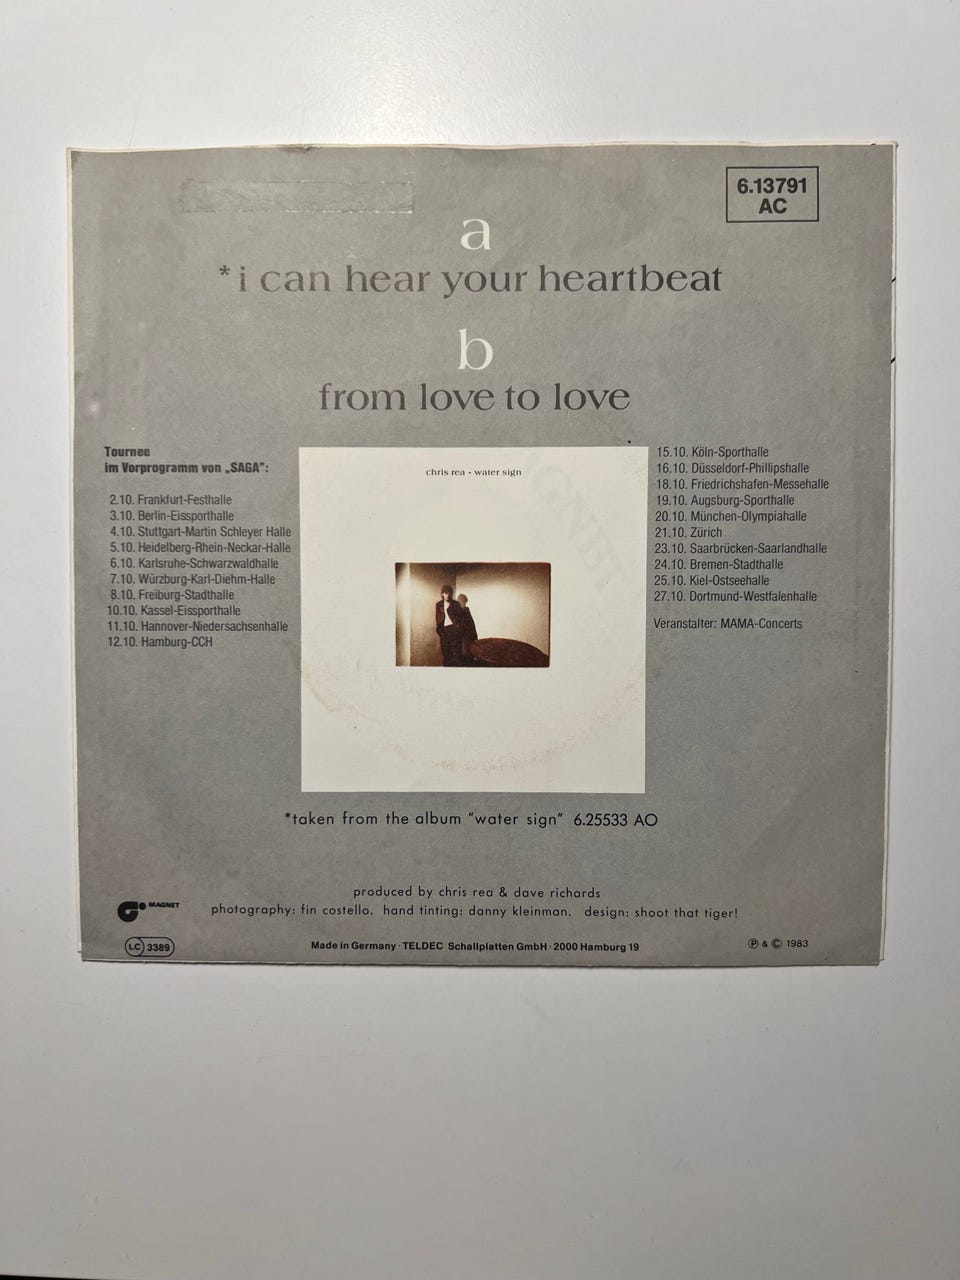 6.13791
AC
a
*i can hear your heartbeat
b
from love to love
Tournee
im Vorprogramm von „SAGA":
2.10. Frankfurt-Festhalle
3.10. Berlin-Eissporthalle
4.10. Stuttgart-Martin Schleyer Halle
5.10. Heidelberg-Rhein-Neckar-Halle
6.10. Karlsruhe-Schwarzwaldhalle
7.10. Würzburg-Karl-Diehm-Halle
8.10. Freiburg-Stadthalle
10.10. Kassel-Eissporthalle
11.10. Hannover-Niedersachsenhalle
12.10. Hamburg-CCH
chris rea • water sign
15.10. Köln-Sporthalle
16.10. Düsseldorf-Phillipshalle
18.10. Friedrichshafen-Messehalle
19.10. Augsburg-Sporthalle
20.10. München-Olympiahalle
21.10. Zürich
23.10. Saarbrücken-Saarlandhalle
24.10. Bremen-Stadthalle
25.10. Kiel-Ostseehalle
27.10. Dortmund-Westfalenhalle
Veranstalter: MAMA-Concerts
*taken from the album "water sign" 6.25533 AO
produced by chris rea & dave richards
photography: fin costello. hand tinting: danny kleinman. design: shoot that tiger!
MAGNET
LC 3389
Made in Germany · TELDEC Schallplatten GmbH · 2000 Hamburg 19
℗ & © 1983